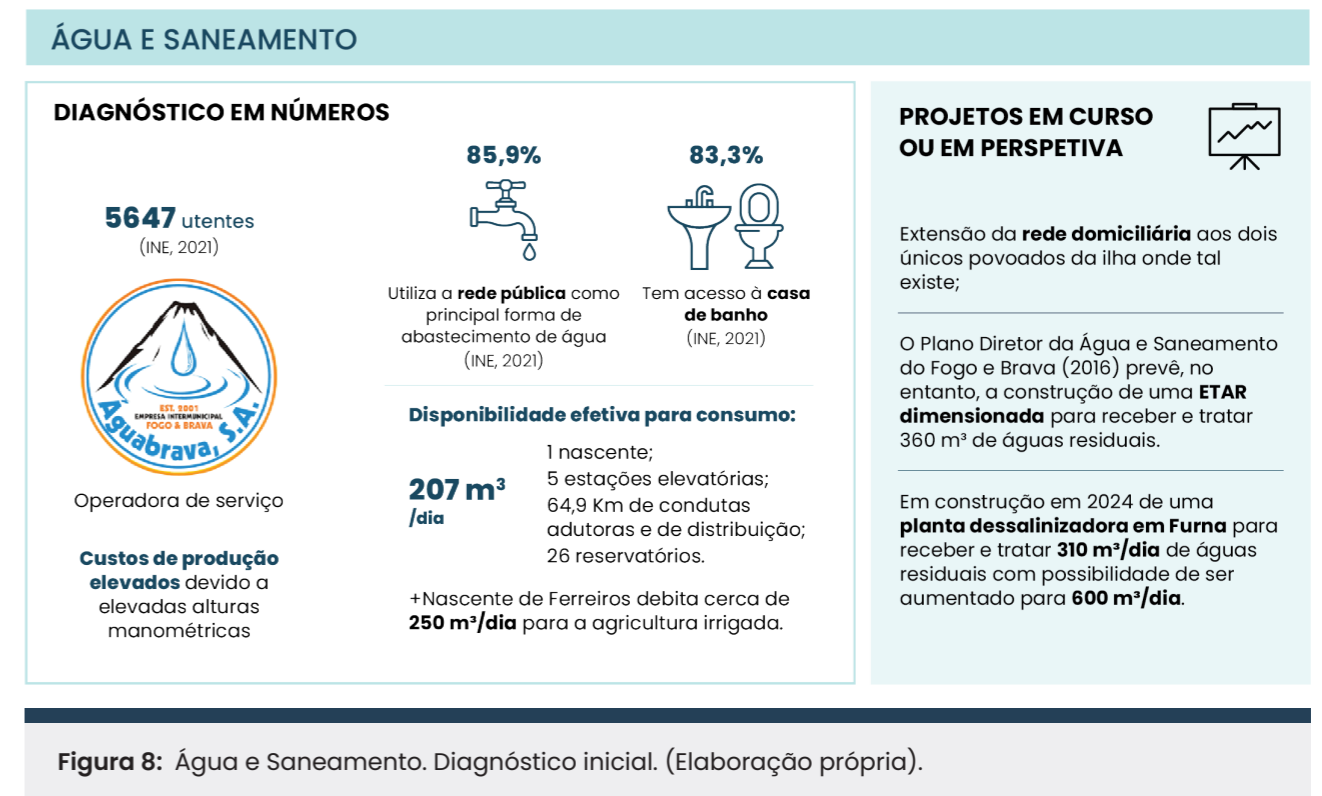 ÁGUA E SANEAMENTO
DIAGNÓSTICO EM NÚMEROS
5647 utentes
(INE, 2021)
EST. 2001
EMPRESA INTERMUNICIPAL
FOGO & BRAVA
Águabrava, S.A.
Operadora de serviço
Custos de produção
elevados devido a
elevadas alturas
manométricas
85,9%
Utiliza a rede pública como
principal forma de
abastecimento de água
(INE, 2021)
83,3%
Tem acesso à casa
de banho
(INE, 2021)
Disponibilidade efetiva para consumo:
207 m³
/dia
1 nascente;
5 estações elevatórias;
64,9 Km de condutas
adutoras e de distribuição;
26 reservatórios.
+Nascente de Ferreiros debita cerca de
250 m³/dia para a agricultura irrigada.
PROJETOS EM CURSO
OU EM PERSPETIVA
Extensão da rede domiciliária aos dois
únicos povoados da ilha onde tal
existe;
O Plano Diretor da Água e Saneamento
do Fogo e Brava (2016) prevê, no
entanto, a construção de uma ETAR
dimensionada para receber e tratar
360 m³ de águas residuais.
Em construção em 2024 de uma
planta dessalinizadora em Furna para
receber e tratar 310 m³/dia de águas
residuais com possibilidade de ser
aumentado para 600 m³/dia.
Figura 8: Água e Saneamento. Diagnóstico inicial. (Elaboração própria).